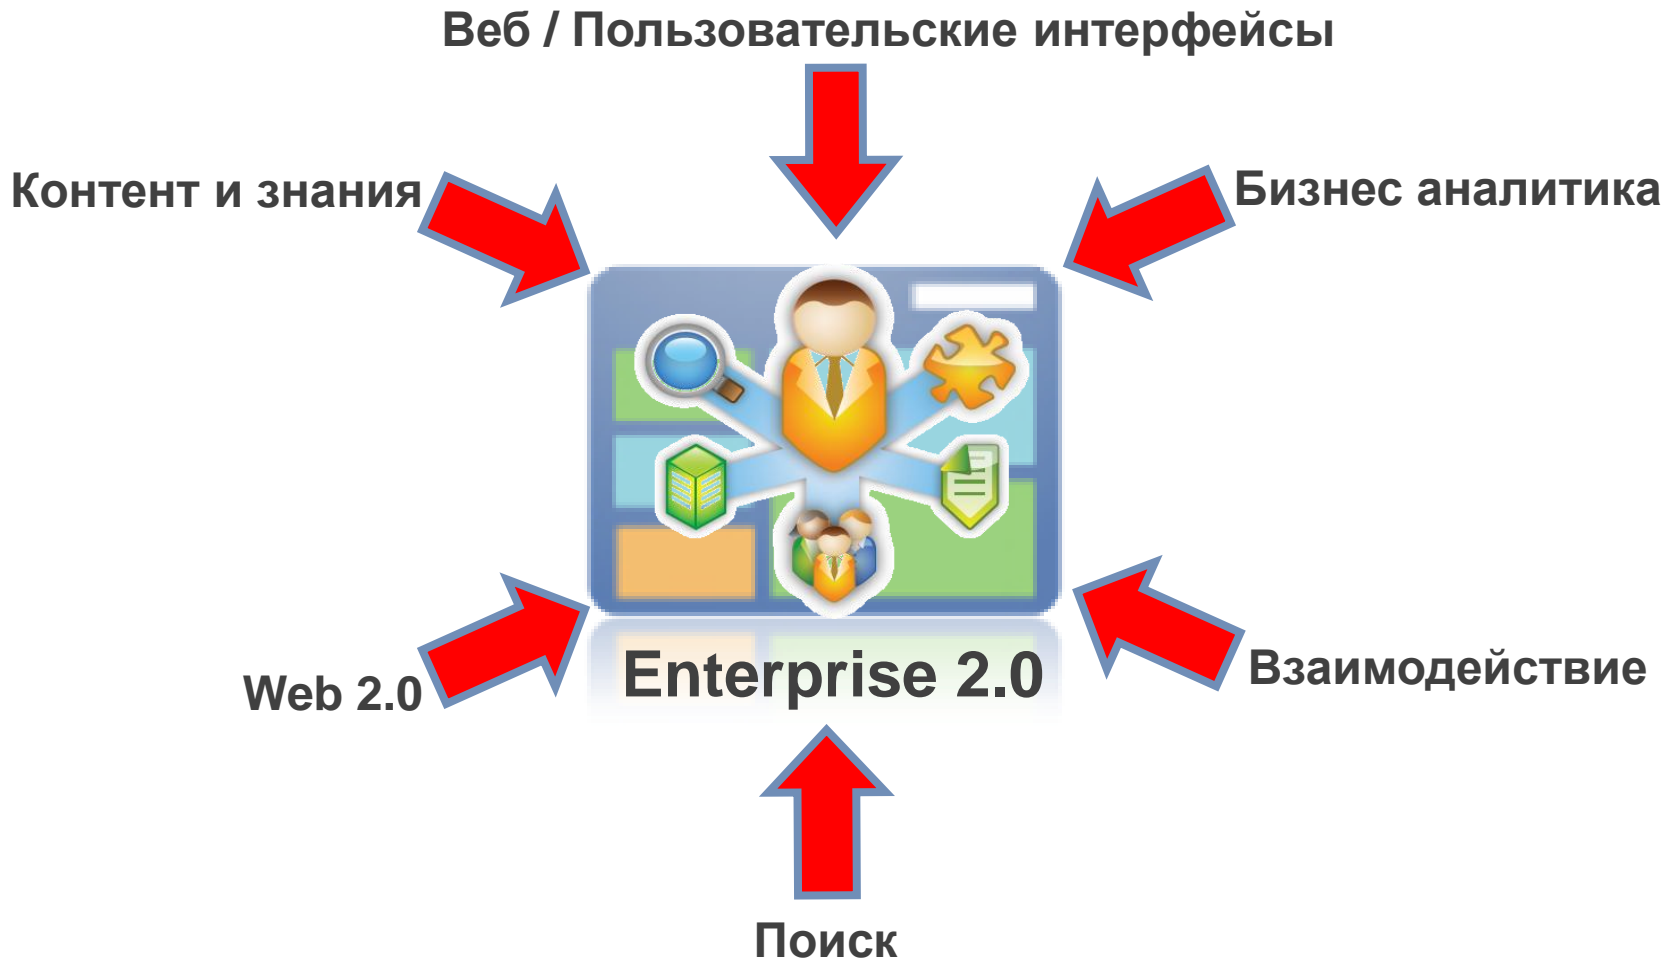 Веб / Пользовательские интерфейсы
Контент и знания
Бизнес аналитика
Enterprise 2.0
Web 2.0
Взаимодействие
Поиск